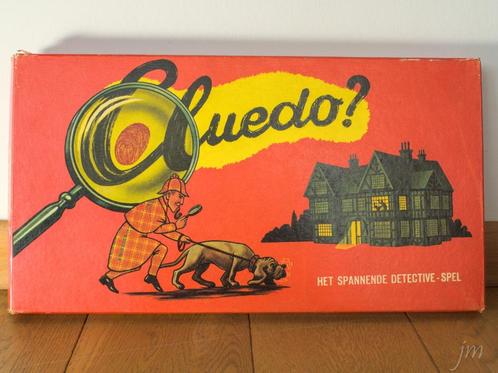 Cluedo?
HET SPANNENDE DETECTIVE-SPEL
jm